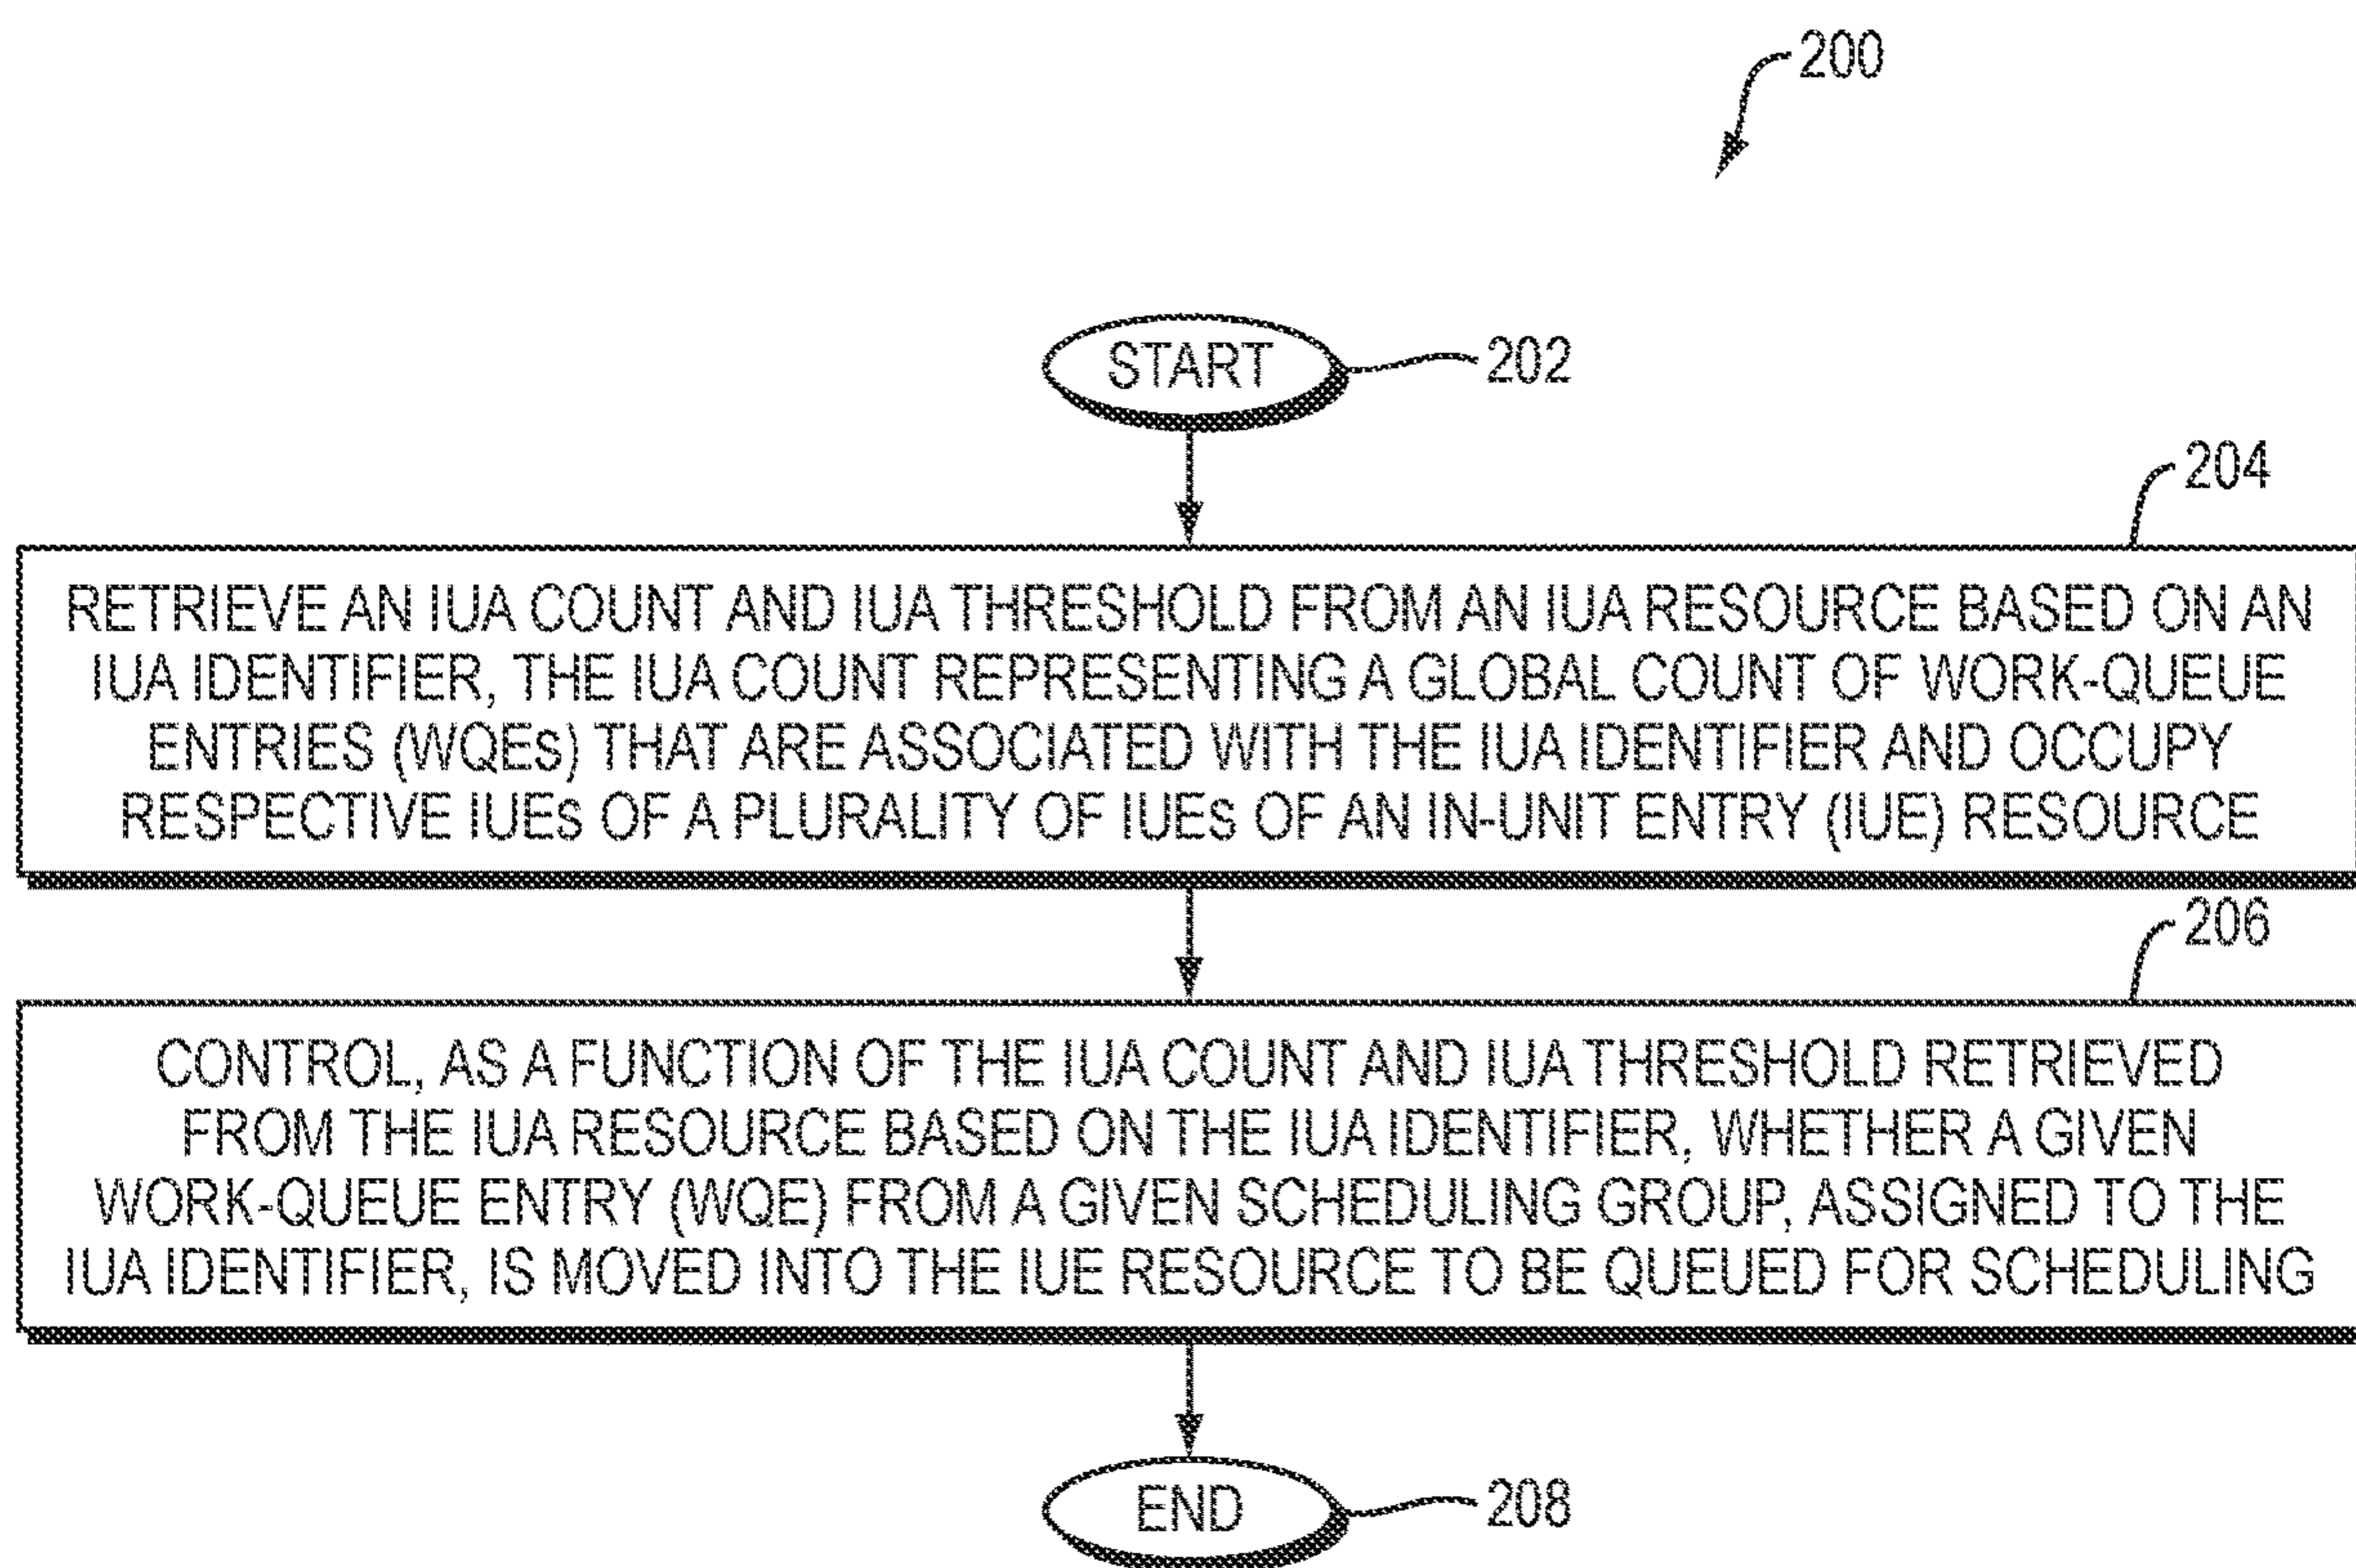 200
START
202
204
RETRIEVE AN IUA COUNT AND IUA THRESHOLD FROM AN IUA RESOURCE BASED ON AN
IUA IDENTIFIER, THE IUA COUNT REPRESENTING A GLOBAL COUNT OF WORK-QUEUE
ENTRIES (WQEs) THAT ARE ASSOCIATED WITH THE IUA IDENTIFIER AND OCCUPY
RESPECTIVE IUEs OF A PLURALITY OF IUEs OF AN IN-UNIT ENTRY (IUE) RESOURCE
206
CONTROL, AS A FUNCTION OF THE IUA COUNT AND IUA THRESHOLD RETRIEVED
FROM THE IUA RESOURCE BASED ON THE IUA IDENTIFIER, WHETHER A GIVEN
WORK-QUEUE ENTRY (WQE) FROM A GIVEN SCHEDULING GROUP, ASSIGNED TO THE
IUA IDENTIFIER, IS MOVED INTO THE IUE RESOURCE TO BE QUEUED FOR SCHEDULING
END
208